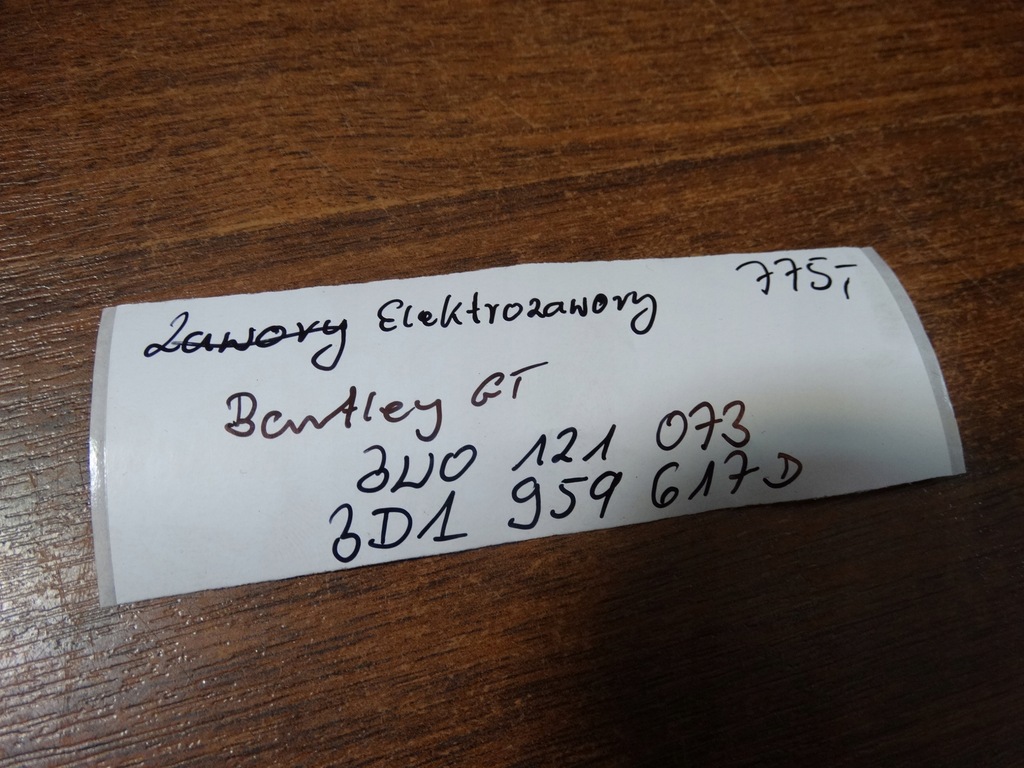 Zawory Elektrozawory 775,-
Bentley GT
3W0 121 073
3D1 959 617 D